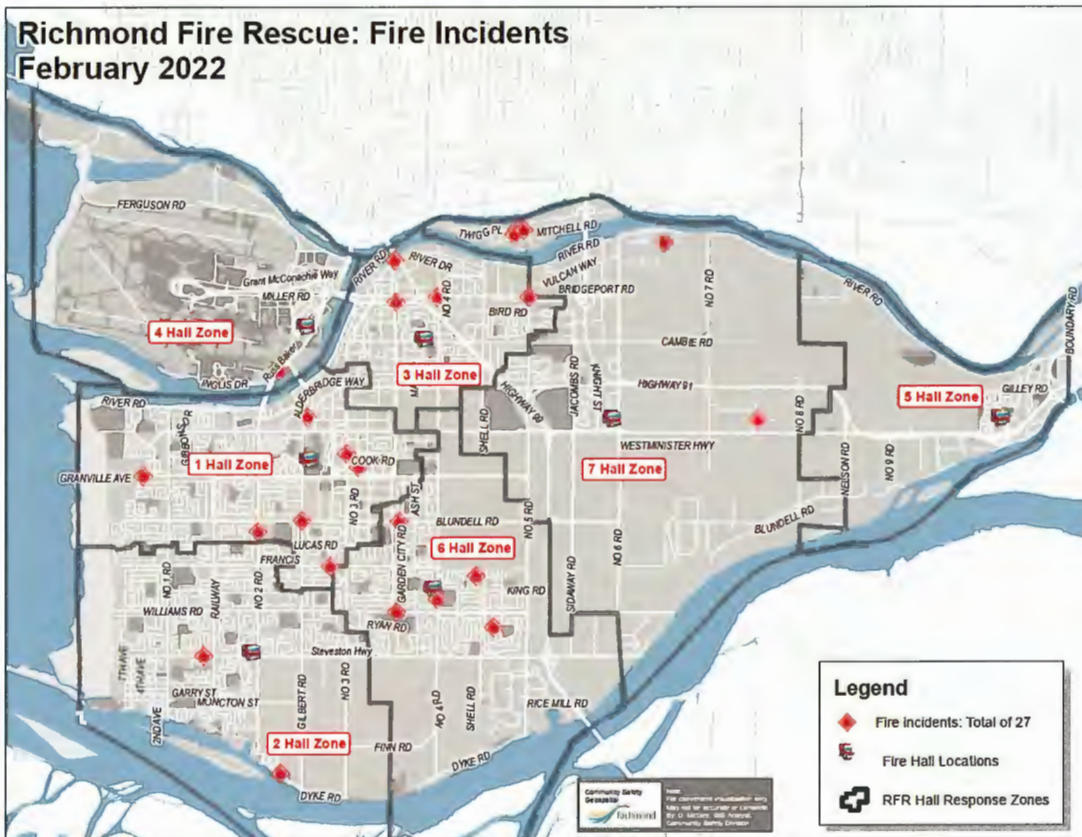 Richmond Fire Rescue: Fire Incidents
February 2022
FERGUSON RD
Grant McConachie Way
MILLER RD
4 Hall Zone
INGLIS DR
RIVER RD
RIVER DR
TWIGG PL
MITCHELL RD
RIVER RD
VULCAN WAY
BRIDGEPORT RD
NO 4 RD
BIRD RD
NO 7 RD
RIVER RD
BOUNDARY RD
CAMBIE RD
3 Hall Zone
ALDERBRIDGE WAY
HIGHWAY 91
JACOMBS RD
KNIGHT ST
SHELL RD
NO 8 RD
GILLEY RD
5 Hall Zone
RIVER RD
1 Hall Zone
GRANVILLE AVE
COOK RD
NO 3 RD
ASH ST
WESTMINISTER HWY
7 Hall Zone
NELSON RD
NO 9 RD
BLUNDELL RD
BLUNDELL RD
LUCAS RD
FRANCIS
GARDEN CITY RD
6 Hall Zone
NO 5 RD
NO 6 RD
SIDAWAY RD
KING RD
NO 1 RD
RAILWAY
NO 2 RD
WILLIAMS RD
RYAN RD
Steveston Hwy
7TH AVE
4TH AVE
2ND AVE
GARRY ST
MONCTON ST
GILBERT RD
NO 3 RD
NO 4 RD
SHELL RD
RICE MILL RD
2 Hall Zone
FINN RD
DYKE RD
DYKE RD
Community Safety
Geospatial
Richmond
Legend
Fire incidents: Total of 27
Fire Hall Locations
RFR Hall Response Zones